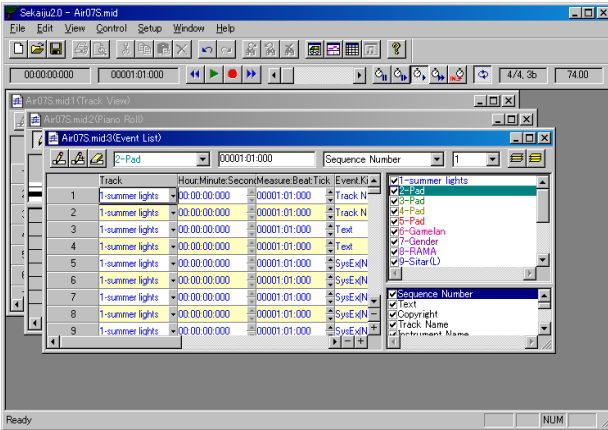 Sekaiju2.0 - Air07S.mid
File Edit View Control Setup Window Help
00:00:00:000 00001:01:000 4/4, 3b 74.00
Air07S.mid:1(Track View)
Air07S.mid:2(Piano Roll)
Air07S.mid:3(Event List)
2-Pad 00001:01:000 Sequence Number 1
Track Hour:Minute:Second Measure:Beat:Tick Event Ki
1 1-summer lights 00:00:00:000 00001:01:000 Track N
2 1-summer lights 00:00:00:000 00001:01:000 Track N
3 1-summer lights 00:00:00:000 00001:01:000 Text
4 1-summer lights 00:00:00:000 00001:01:000 Text
5 1-summer lights 00:00:00:000 00001:01:000 SysEx(N
6 1-summer lights 00:00:00:000 00001:01:000 SysEx(N
7 1-summer lights 00:00:00:000 00001:01:000 SysEx(N
8 1-summer lights 00:00:00:000 00001:01:000 SysEx(N
9 1-summer lights 00:00:00:000 00001:01:000 SysEx(N
1-summer lights
2-Pad
3-Pad
4-Pad
5-Pad
6-Gamelan
7-Gender
8-RAMA
9-Sitar(L)
Sequence Number
Text
Copyright
Track Name
Instrument Name
Ready NUM